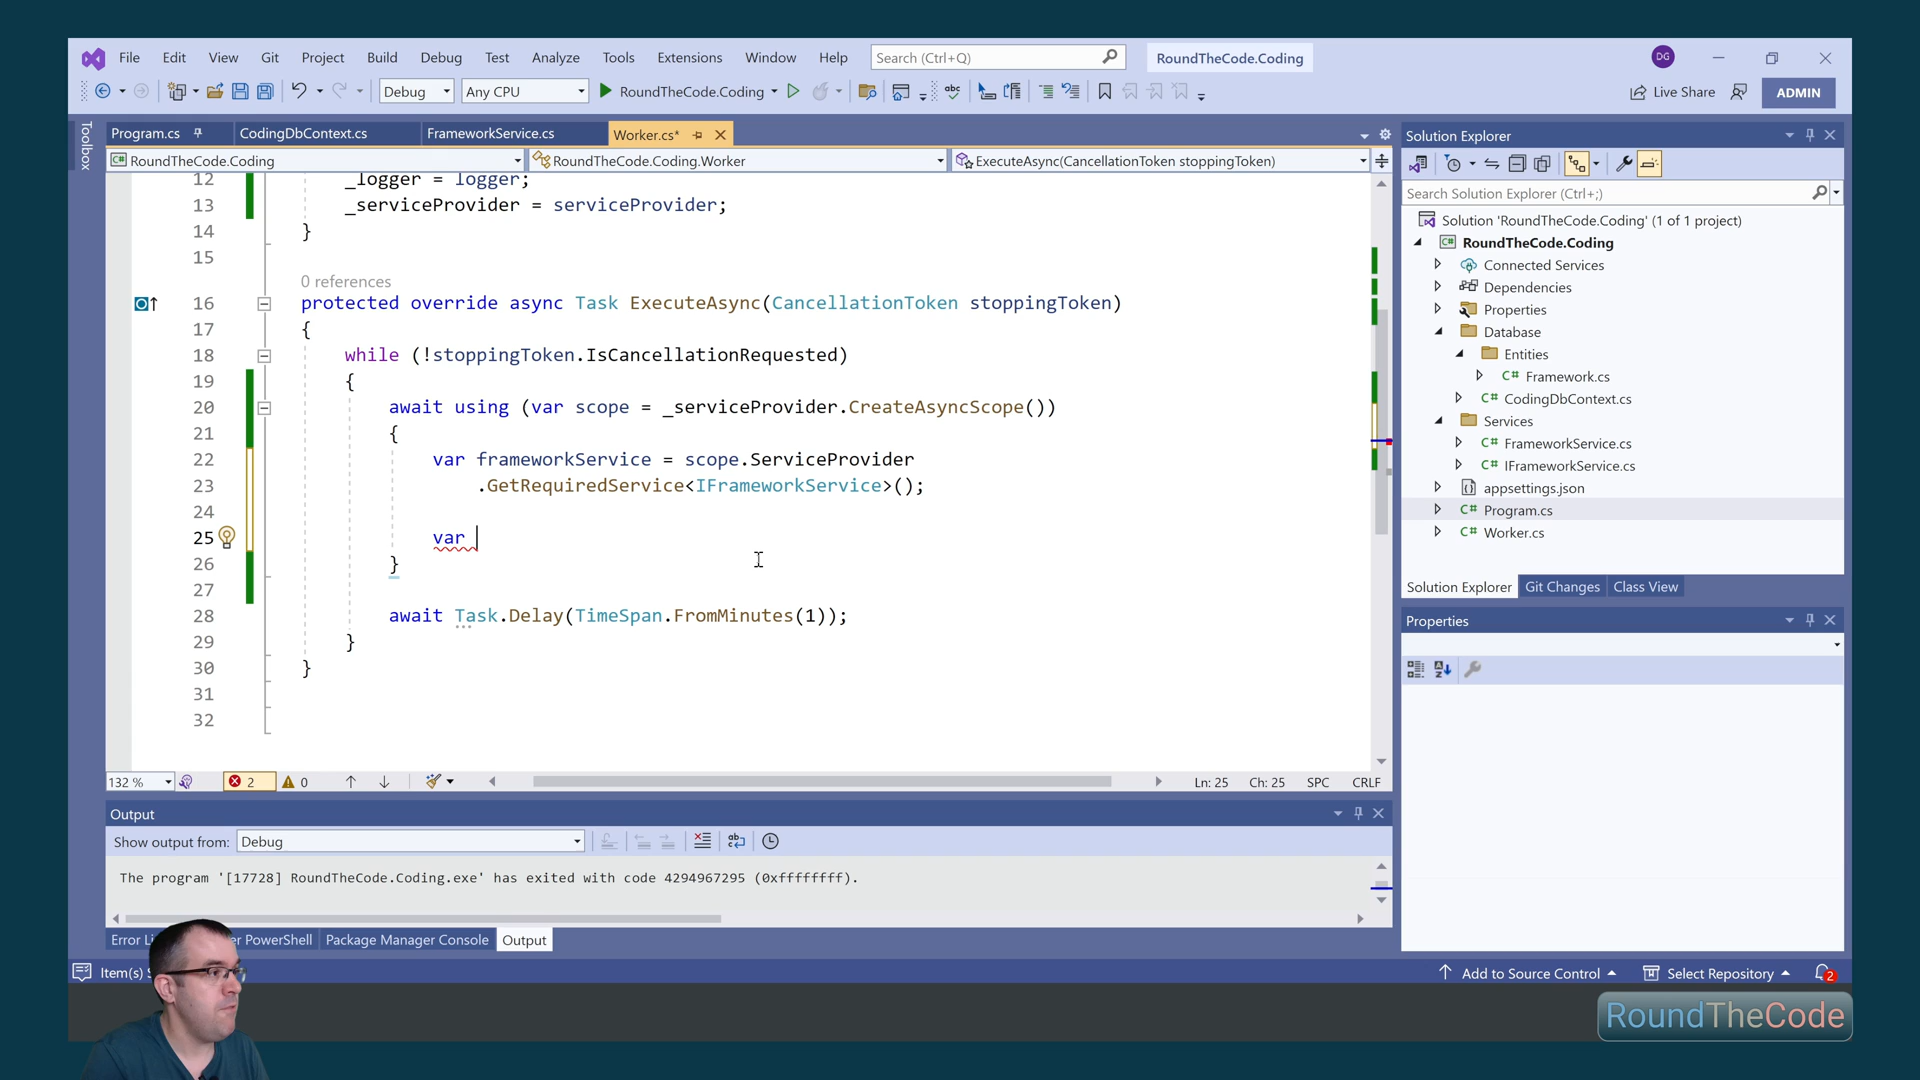 File Edit View Git Project Build Debug Test Analyze Tools Extensions Window Help Search (Ctrl+Q) RoundTheCode.Coding DG
Debug Any CPU RoundTheCode.Coding Live Share ADMIN
Toolbox
Program.cs CodingDbContext.cs FrameworkService.cs Worker.cs*
RoundTheCode.Coding RoundTheCode.Coding.Worker ExecuteAsync(CancellationToken stoppingToken)
12 _logger = logger;
13 _serviceProvider = serviceProvider;
14 }
15
0 references
16 protected override async Task ExecuteAsync(CancellationToken stoppingToken)
17 {
18 while (!stoppingToken.IsCancellationRequested)
19 {
20 await using (var scope = _serviceProvider.CreateAsyncScope())
21 {
22 var frameworkService = scope.ServiceProvider
23 .GetRequiredService<IFrameworkService>();
24
25 var
26 }
27
28 await Task.Delay(TimeSpan.FromMinutes(1));
29 }
30 }
31
32
132 % 2 0 Ln: 25 Ch: 25 SPC CRLF
Output
Show output from: Debug
The program '[17728] RoundTheCode.Coding.exe' has exited with code 4294967295 (0xffffffff).
PowerShell Package Manager Console Output
Solution Explorer
Search Solution Explorer (Ctrl+;)
Solution 'RoundTheCode.Coding' (1 of 1 project)
RoundTheCode.Coding
Connected Services
Dependencies
Properties
Database
Entities
C# Framework.cs
C# CodingDbContext.cs
Services
C# FrameworkService.cs
C# IFrameworkService.cs
appsettings.json
C# Program.cs
C# Worker.cs
Solution Explorer Git Changes Class View
Properties
Add to Source Control Select Repository 2
RoundTheCode